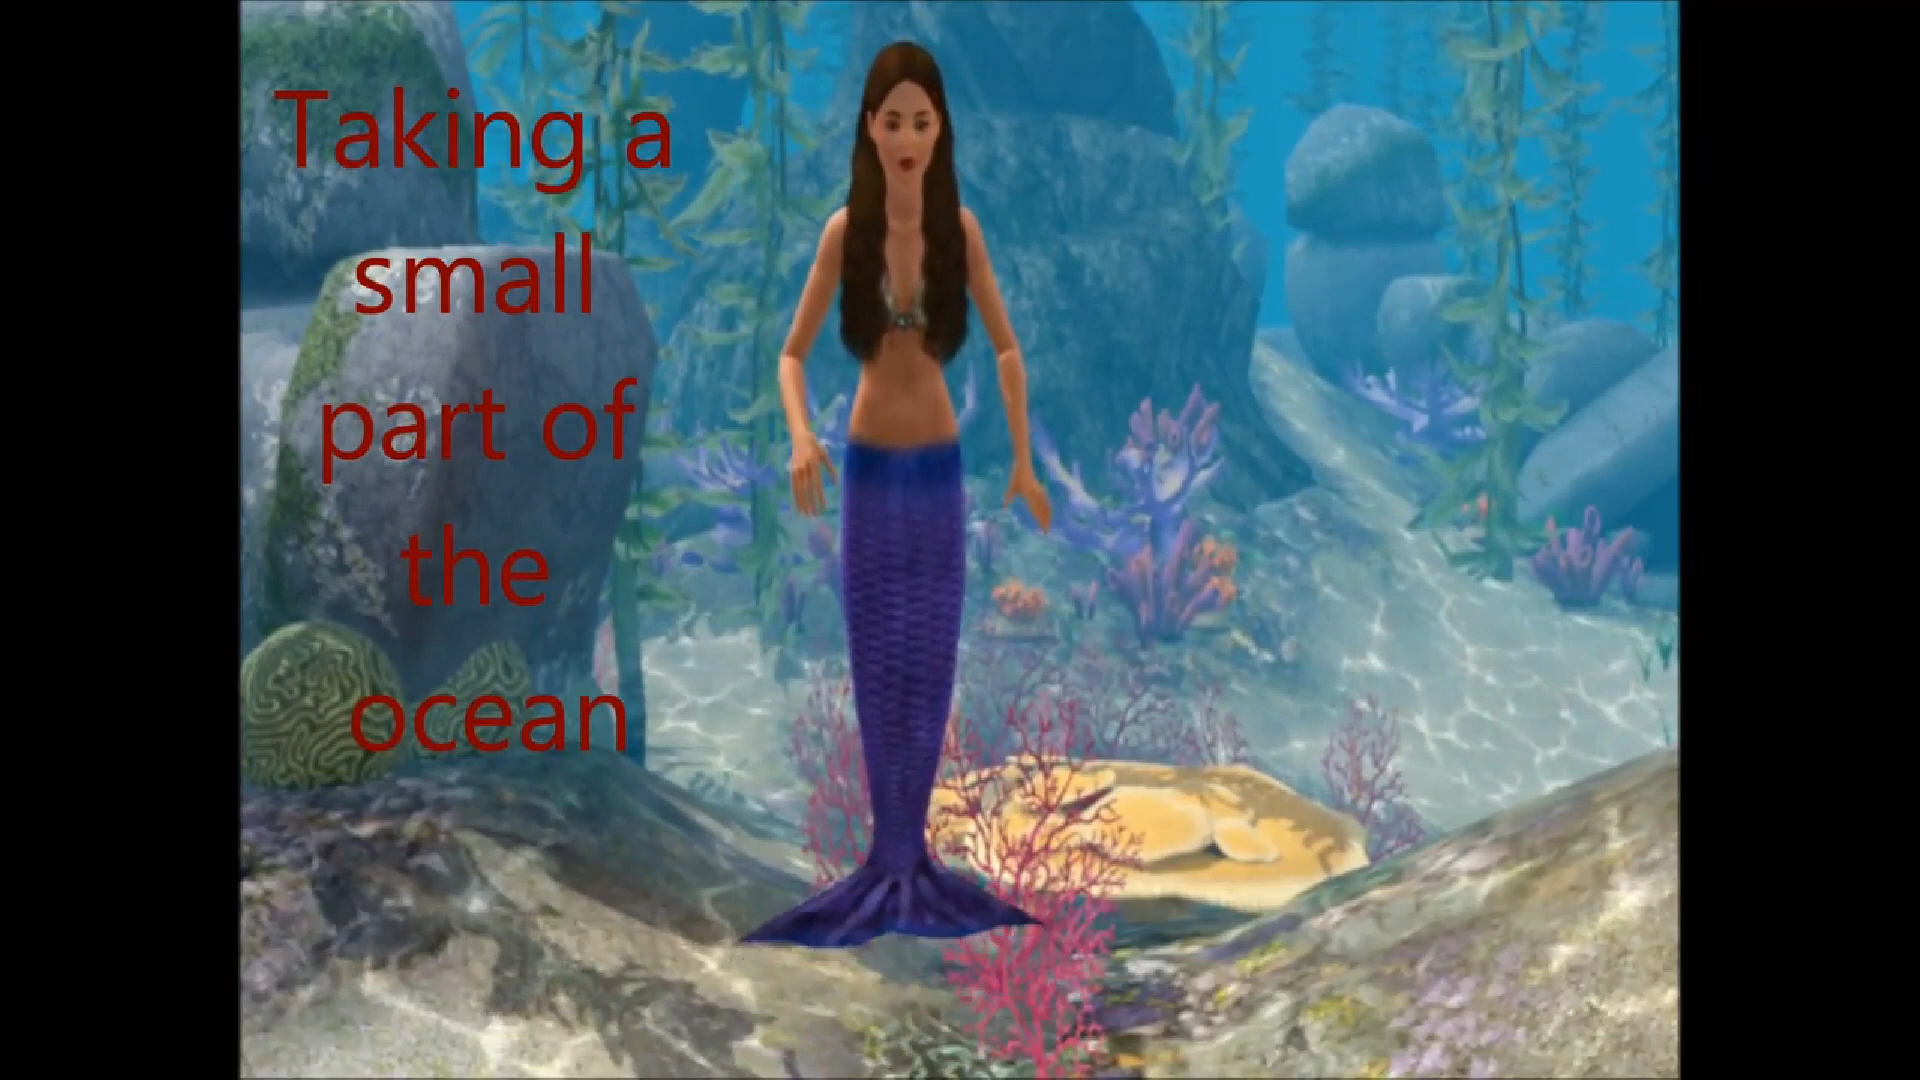 Taking a
small
part of
the
ocean